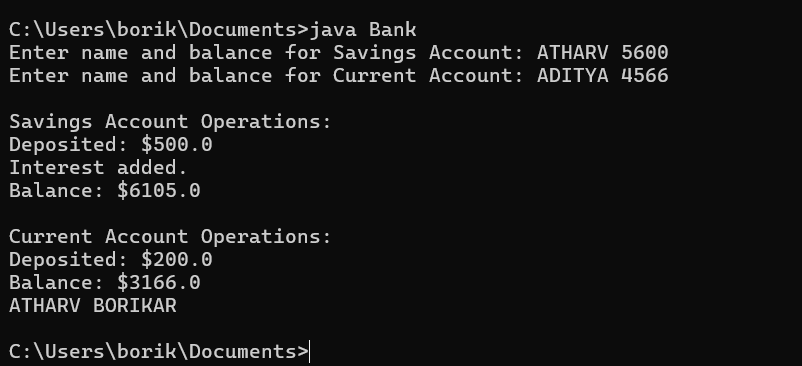 C:\Users\borik\Documents>java Bank
Enter name and balance for Savings Account: ATHARV 5600
Enter name and balance for Current Account: ADITYA 4566

Savings Account Operations:
Deposited: $500.0
Interest added.
Balance: $6105.0

Current Account Operations:
Deposited: $200.0
Balance: $3166.0
ATHARV BORIKAR

C:\Users\borik\Documents>